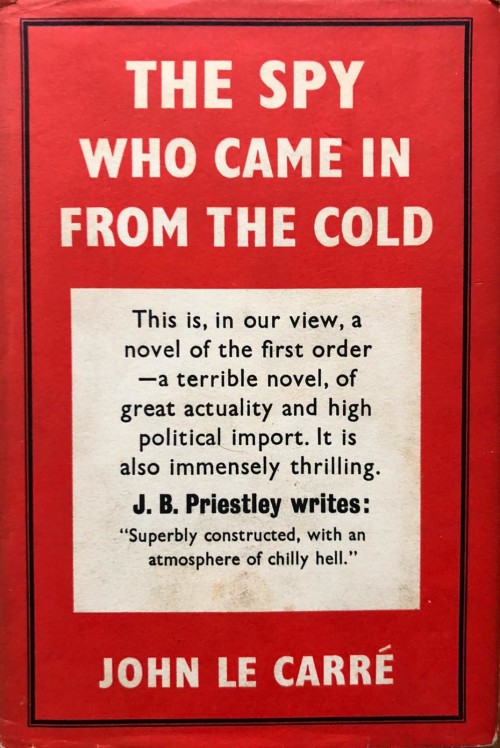 THE SPY
WHO CAME IN
FROM THE COLD
This is, in our view, a
novel of the first order
—a terrible novel, of
great actuality and high
political import. It is
also immensely thrilling.
J. B. Priestley writes:
“Superbly constructed, with an
atmosphere of chilly hell.”
JOHN LE CARRÉ